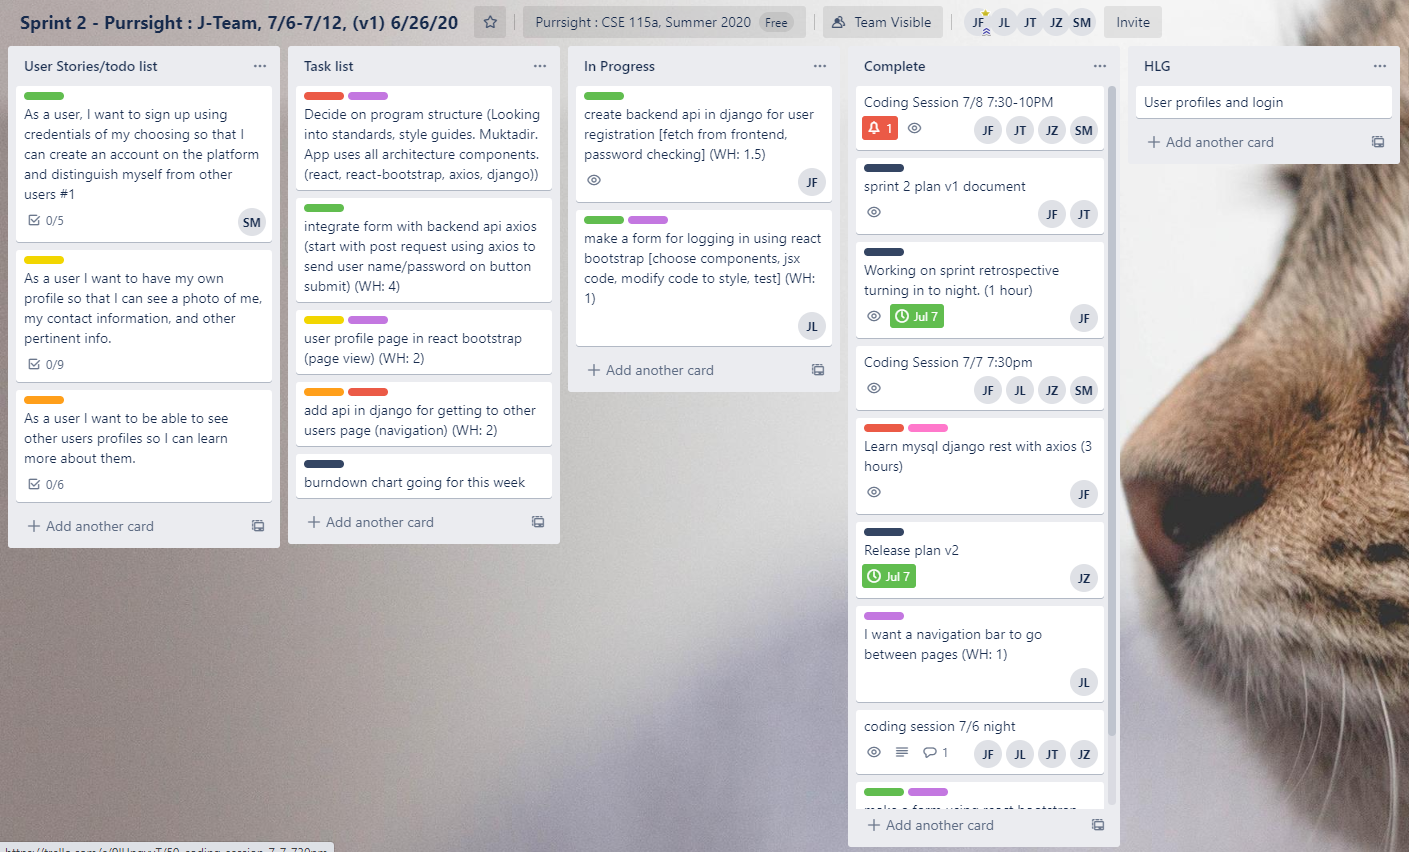 Sprint 2 - Purrsight : J-Team, 7/6-7/12, (v1) 6/26/20
Purrsight : CSE 115a, Summer 2020 Free
Team Visible
JF JL JT JZ SM
Invite
User Stories/todo list
As a user, I want to sign up using
credentials of my choosing so that I
can create an account on the platform
and distinguish myself from other
users #1
0/5
SM
As a user I want to have my own
profile so that I can see a photo of me,
my contact information, and other
pertinent info.
0/9
As a user I want to be able to see
other users profiles so I can learn
more about them.
0/6
+ Add another card
Task list
Decide on program structure (Looking
into standards, style guides. Muktadir.
App uses all architecture components.
(react, react-bootstrap, axios, django))
integrate form with backend api axios
(start with post request using axios to
send user name/password on button
submit) (WH: 4)
user profile page in react bootstrap
(page view) (WH: 2)
add api in django for getting to other
users page (navigation) (WH: 2)
burndown chart going for this week
+ Add another card
In Progress
create backend api in django for user
registration [fetch from frontend,
password checking] (WH: 1.5)
JF
make a form for logging in using react
bootstrap [choose components, jsx
code, modify code to style, test] (WH:
1)
JL
+ Add another card
Complete
Coding Session 7/8 7:30-10PM
1
JF JT JZ SM
sprint 2 plan v1 document
JF JT
Working on sprint retrospective
turning in to night. (1 hour)
Jul 7
JF
Coding Session 7/7 7:30pm
JF JL JZ SM
Learn mysql django rest with axios (3
hours)
JF
Release plan v2
Jul 7
JZ
I want a navigation bar to go
between pages (WH: 1)
JL
coding session 7/6 night
1
JF JL JT JZ
make a form using react bootstrap
+ Add another card
HLG
User profiles and login
+ Add another card